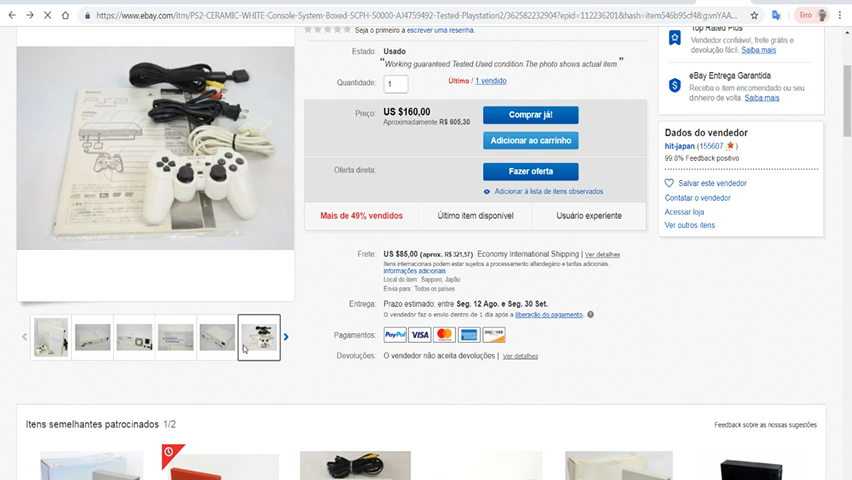 https://www.ebay.com/itm/PS2-CERAMIC-WHITE-Console-System-Boxed-SCPH-50000-AJ4759492-Tested-Playstation2/362582232904?epid=112236201&hash=item546b95cf48:g:vmYAA...
Erro
Seja o primeiro a escrever uma resenha.
Estado: Usado
“Working guaranteed Tested Used condition The photo shows actual item.”
Quantidade: 1
Último / 1 vendido
Preço: US $160,00
Aproximadamente R$ 605,30
Comprar já!
Adicionar ao carrinho
Oferta direta: Fazer oferta
Adicionar à lista de itens observados
Mais de 49% vendidos Último item disponível Usuário experiente
Frete: US $85,00 (aprox. R$ 321,57) Economy International Shipping | Ver detalhes
Itens internacionais podem estar sujeitos a processamento alfandegário e tarifas adicionais.
informações adicionais
Local do item: Sapporo, Japão
Envia para: Todos os países
Entrega: Prazo estimado: entre Seg. 12 Ago. e Seg. 30 Set.
O vendedor faz o envio dentro de 1 dia após a liberação do pagamento.
Pagamentos: PayPal VISA
Devoluções: O vendedor não aceita devoluções | Ver detalhes
Top Rated Plus
Vendedor confiável, frete grátis e
devolução fácil. Saiba mais
eBay Entrega Garantida
Receba o item encomendado ou seu
dinheiro de volta. Saiba mais
Dados do vendedor
hit-japan (155607)
99.8% Feedback positivo
Salvar este vendedor
Contatar o vendedor
Acessar loja
Ver outros itens
Itens semelhantes patrocinados 1/2
Feedback sobre as nossas sugestões